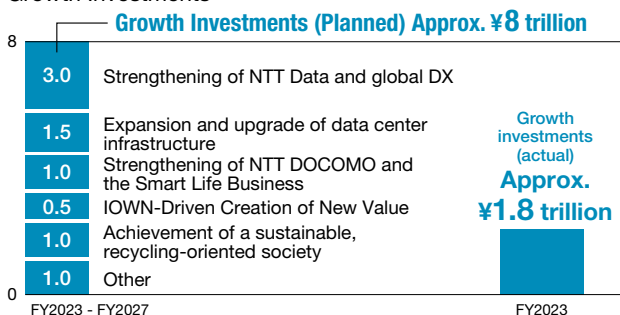 Growth Investments
Growth Investments (Planned) Approx. ¥8 trillion
8
3.0 Strengthening of NTT Data and global DX
1.5 Expansion and upgrade of data center
infrastructure
1.0 Strengthening of NTT DOCOMO and
the Smart Life Business
0.5 IOWN-Driven Creation of New Value
1.0 Achievement of a sustainable,
recycling-oriented society
1.0 Other
0
FY2023 - FY2027
Growth
investments
(actual)
Approx.
¥1.8 trillion
FY2023